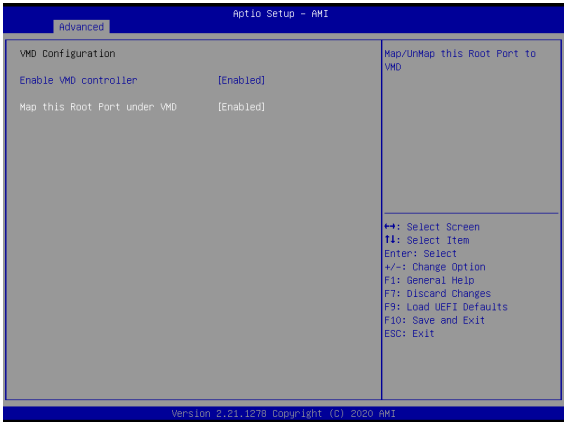 Aptio Setup – AMI
Advanced
VMD Configuration
Enable VMD controller [Enabled]
Map this Root Port under VMD [Enabled]
Map/UnMap this Root Port to
VMD
↔: Select Screen
↑↓: Select Item
Enter: Select
+/-: Change Option
F1: General Help
F7: Discard Changes
F9: Load UEFI Defaults
F10: Save and Exit
ESC: Exit
Version 2.21.1278 Copyright (C) 2020 AMI